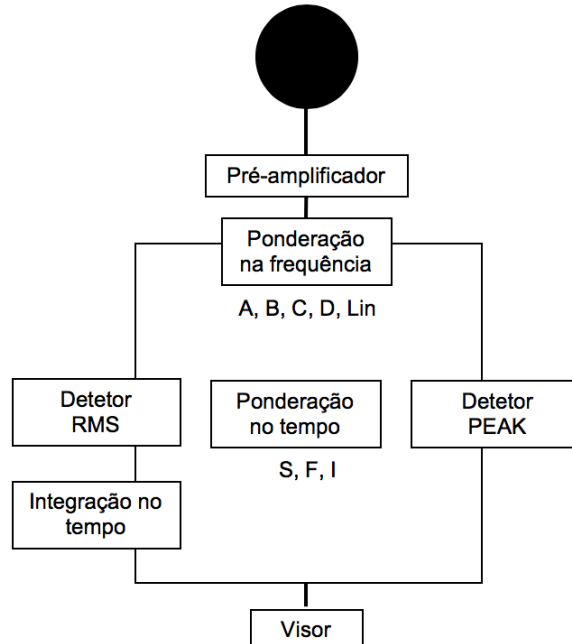 Pré-amplificador
Ponderação
na frequência
A, B, C, D, Lin
Detetor
RMS
Ponderação
no tempo
S, F, I
Detetor
PEAK
Integração no
tempo
Visor